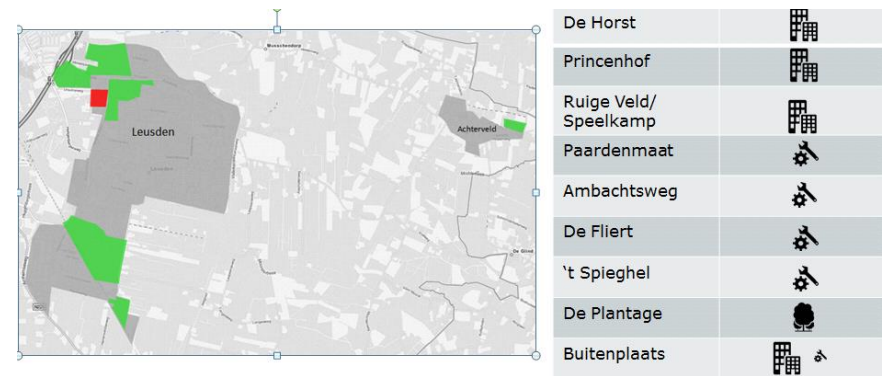 Leusden
Achterveld
De Horst
Princenhof
Ruige Veld/
Speelkamp
Paardenmaat
Ambachtsweg
De Fliert
‘t Spieghel
De Plantage
Buitenplaats